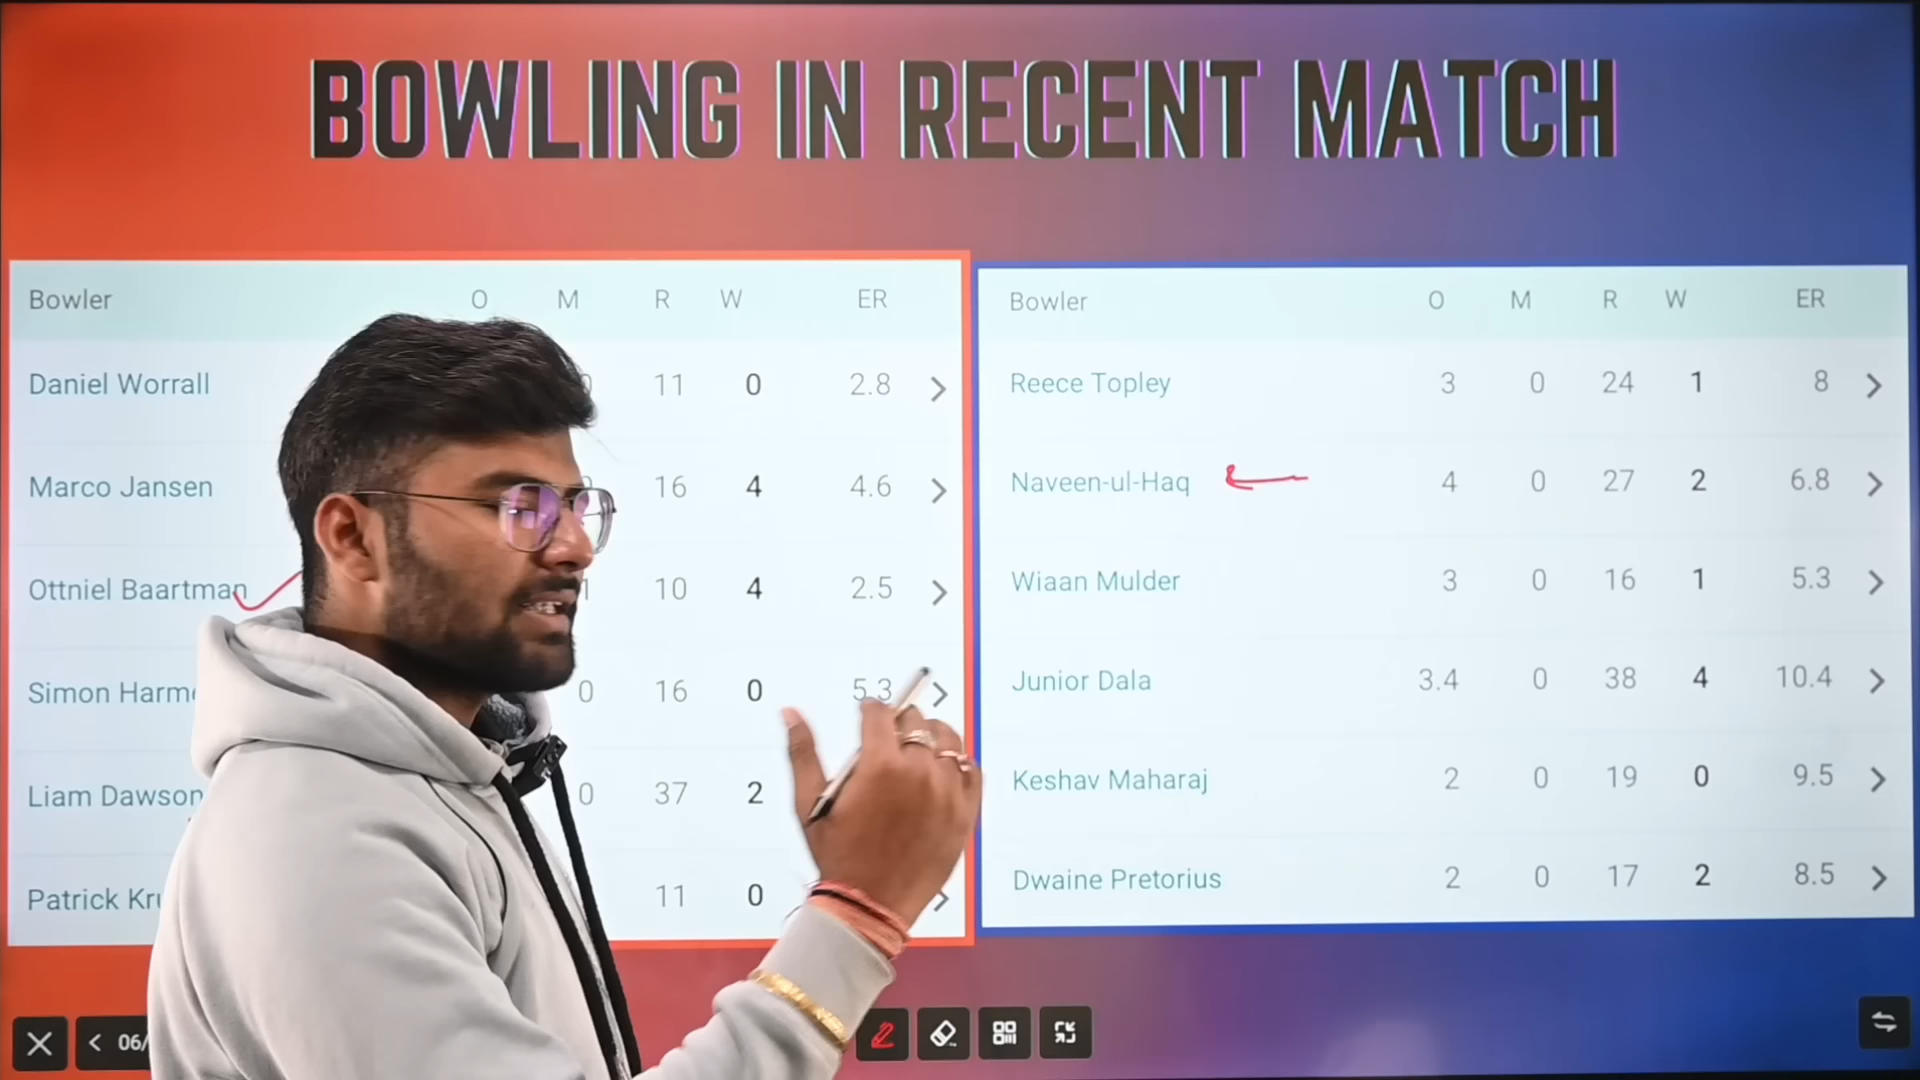 BOWLING IN RECENT MATCH
Bowler O M R W ER
Daniel Worrall 11 0 2.8
Marco Jansen 16 4 4.6
Ottniel Baartman 10 4 2.5
Simon 0 16 0 5.3
Liam Dawson 0 37 2
Patrick 11 0
Bowler O M R W ER
Reece Topley 3 0 24 1 8
Naveen-ul-Haq 4 0 27 2 6.8
Wiaan Mulder 3 0 16 1 5.3
Junior Dala 3.4 0 38 4 10.4
Keshav Maharaj 2 0 19 0 9.5
Dwaine Pretorius 2 0 17 2 8.5
06/